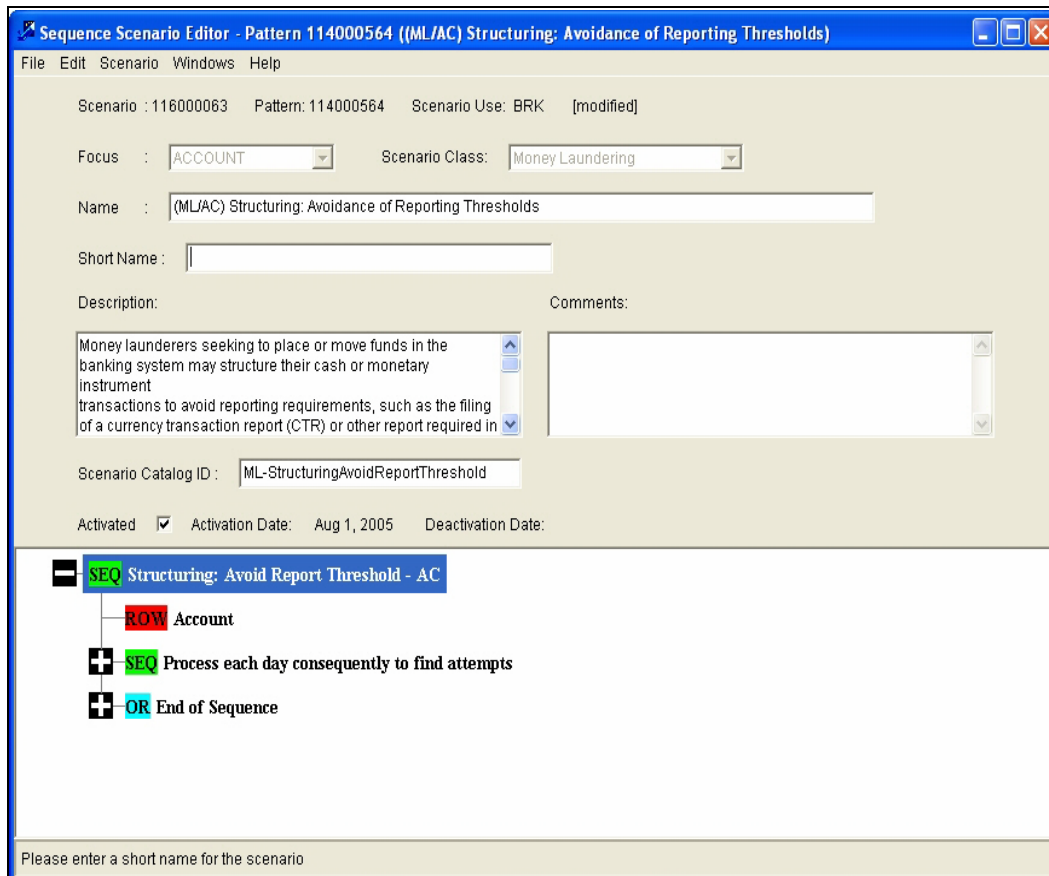 Sequence Scenario Editor - Pattern 114000564 ((ML/AC) Structuring: Avoidance of Reporting Thresholds)
File Edit Scenario Windows Help
Scenario : 116000063 Pattern: 114000564 Scenario Use: BRK [modified]
Focus : ACCOUNT Scenario Class: Money Laundering
Name : (ML/AC) Structuring: Avoidance of Reporting Thresholds
Short Name :
Description: Comments:
Money launderers seeking to place or move funds in the
banking system may structure their cash or monetary
instrument
transactions to avoid reporting requirements, such as the filing
of a currency transaction report (CTR) or other report required in
Scenario Catalog ID : ML-StructuringAvoidReportThreshold
Activated Activation Date: Aug 1, 2005 Deactivation Date:
SEQ Structuring: Avoid Report Threshold - AC
ROW Account
SEQ Process each day consequently to find attempts
OR End of Sequence
Please enter a short name for the scenario